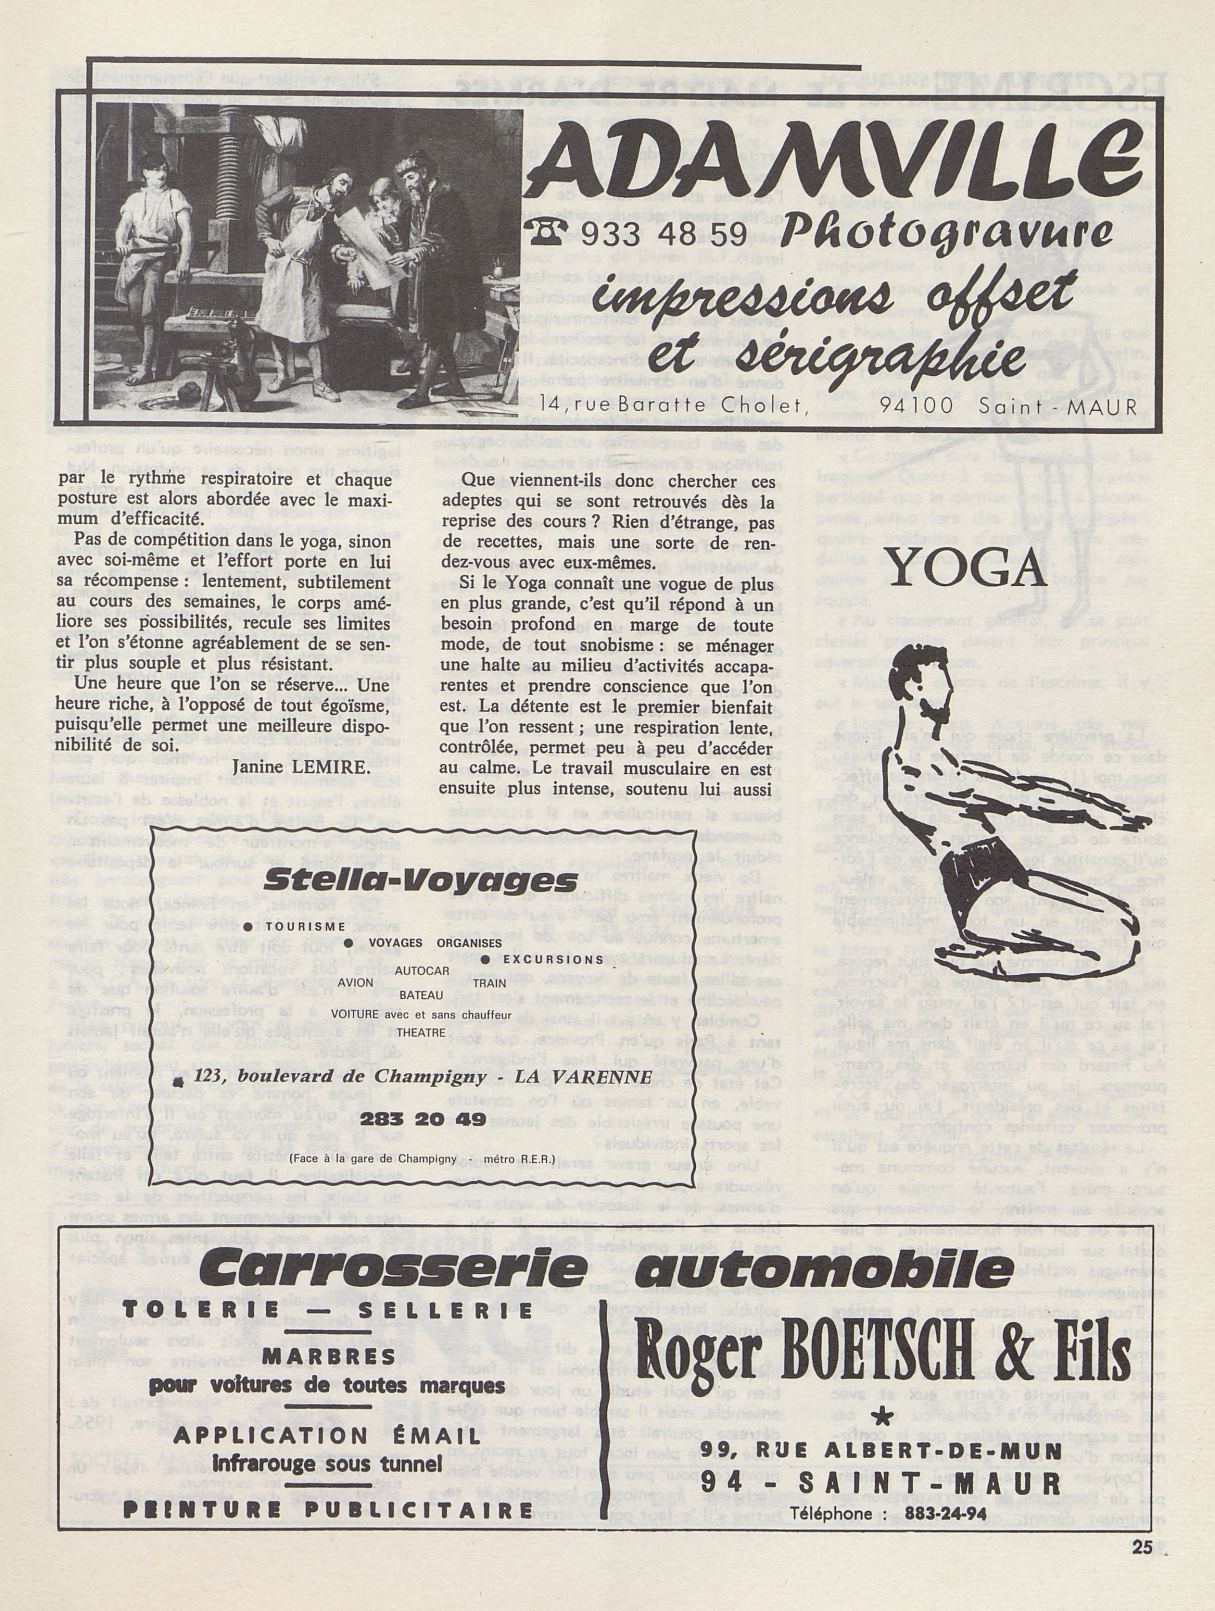 ADAMVILLE
☎ 933 48 59 Photogravure
impressions offset
et sérigraphie
14, rue Baratte Cholet, 94100 Saint-MAUR
YOGA
Que viennent-ils donc chercher ces
adeptes qui se sont retrouvés dès la
reprise des cours ? Rien d'étrange, pas
de recettes, mais une sorte de ren-
dez-vous avec eux-mêmes.
Si le Yoga connaît une vogue de plus
en plus grande, c'est qu'il répond à un
besoin profond en marge de toute
mode, de tout snobisme : se ménager
une halte au milieu d'activités accapa-
rentes et prendre conscience que l'on
est. La détente est le premier bienfait
que l'on ressent ; une respiration lente,
contrôlée, permet peu à peu d'accéder
au calme. Le travail musculaire en est
ensuite plus intense, soutenu lui aussi
par le rythme respiratoire et chaque
posture est alors abordée avec le maxi-
mum d'efficacité.
Pas de compétition dans le yoga, sinon
avec soi-même et l'effort porte en lui
sa récompense : lentement, subtilement
au cours des semaines, le corps amé-
liore ses possibilités, recule ses limites
et l'on s'étonne agréablement de se sen-
tir plus souple et plus résistant.
Une heure que l'on se réserve... Une
heure riche, à l'opposé de tout égoïsme,
puisqu'elle permet une meilleure dispo-
nibilité de soi.
Janine LEMIRE.
Stella-Voyages
● TOURISME
● VOYAGES ORGANISES
● EXCURSIONS
AUTOCAR
AVION TRAIN
BATEAU
VOITURE avec et sans chauffeur
THEATRE
123, boulevard de Champigny - LA VARENNE
283 20 49
(Face à la gare de Champigny - métro R.E.R.)
Carrosserie automobile
TOLERIE — SELLERIE
MARBRES
pour voitures de toutes marques
APPLICATION ÉMAIL
infrarouge sous tunnel
PEINTURE PUBLICITAIRE
Roger BOETSCH & Fils
★
99, RUE ALBERT-DE-MUN
94 - SAINT-MAUR
Téléphone : 883-24-94
25